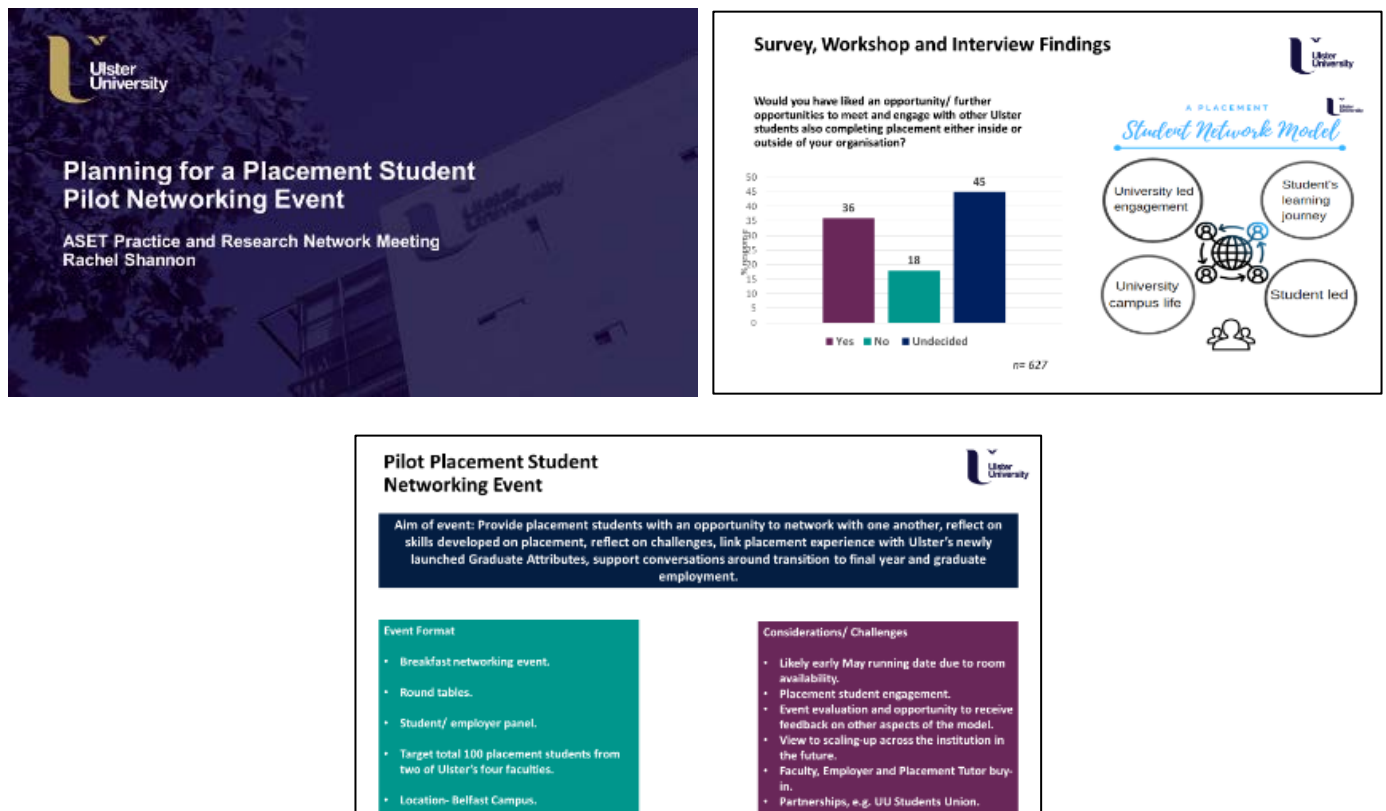 Ulster
University
Planning for a Placement Student
Pilot Networking Event
ASET Practice and Research Network Meeting
Rachel Shannon
Survey, Workshop and Interview Findings
Ulster
University
Would you have liked an opportunity/ further
opportunities to meet and engage with other Ulster
students also completing placement either inside or
outside of your organisation?
50
45
40
35
30
25
20
15
10
5
0
36
18
45
Yes No Undecided
n= 627
A PLACEMENT
Student Network Model
University led
engagement
Student's
learning
journey
University
campus life
Student led
Pilot Placement Student
Networking Event
Ulster
University
Aim of event: Provide placement students with an opportunity to network with one another, reflect on
skills developed on placement, reflect on challenges, link placement experience with Ulster's newly
launched Graduate Attributes, support conversations around transition to final year and graduate
employment.
Event Format
• Breakfast networking event.
• Round tables.
• Student/ employer panel.
• Target total 100 placement students from
two of Ulster's four faculties.
• Location- Belfast Campus.
Considerations/ Challenges
• Likely early May running date due to room
availability.
• Placement student engagement.
• Event evaluation and opportunity to receive
feedback on other aspects of the model.
• View to scaling-up across the institution in
the future.
• Faculty, Employer and Placement Tutor buy-
in.
• Partnerships, e.g. UU Students Union.